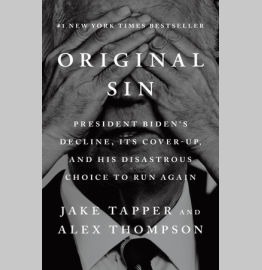 #1 NEW YORK TIMES BESTSELLER
ORIGINAL
SIN
PRESIDENT BIDEN'S
DECLINE, ITS COVER-UP,
AND HIS DISASTROUS
CHOICE TO RUN AGAIN
JAKE TAPPER AND
ALEX THOMPSON